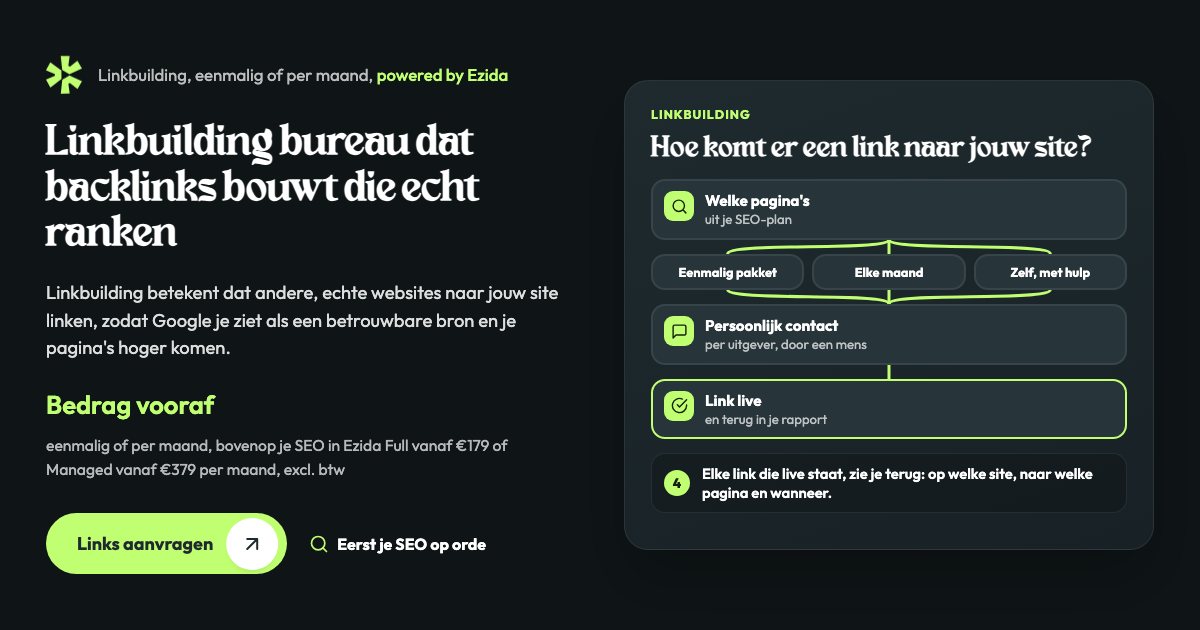 Linkbuilding, eenmalig of per maand, powered by Ezida
Linkbuilding bureau dat
backlinks bouwt die echt
ranken
Linkbuilding betekent dat andere, echte websites naar jouw site
linken, zodat Google je ziet als een betrouwbare bron en je
pagina's hoger komen.
Bedrag vooraf
eenmalig of per maand, bovenop je SEO in Ezida Full vanaf €179 of
Managed vanaf €379 per maand, excl. btw
Links aanvragen
Eerst je SEO op orde
LINKBUILDING
Hoe komt er een link naar jouw site?
Welke pagina's
uit je SEO-plan
Eenmalig pakket
Elke maand
Zelf, met hulp
Persoonlijk contact
per uitgever, door een mens
Link live
en terug in je rapport
4
Elke link die live staat, zie je terug: op welke site, naar welke
pagina en wanneer.